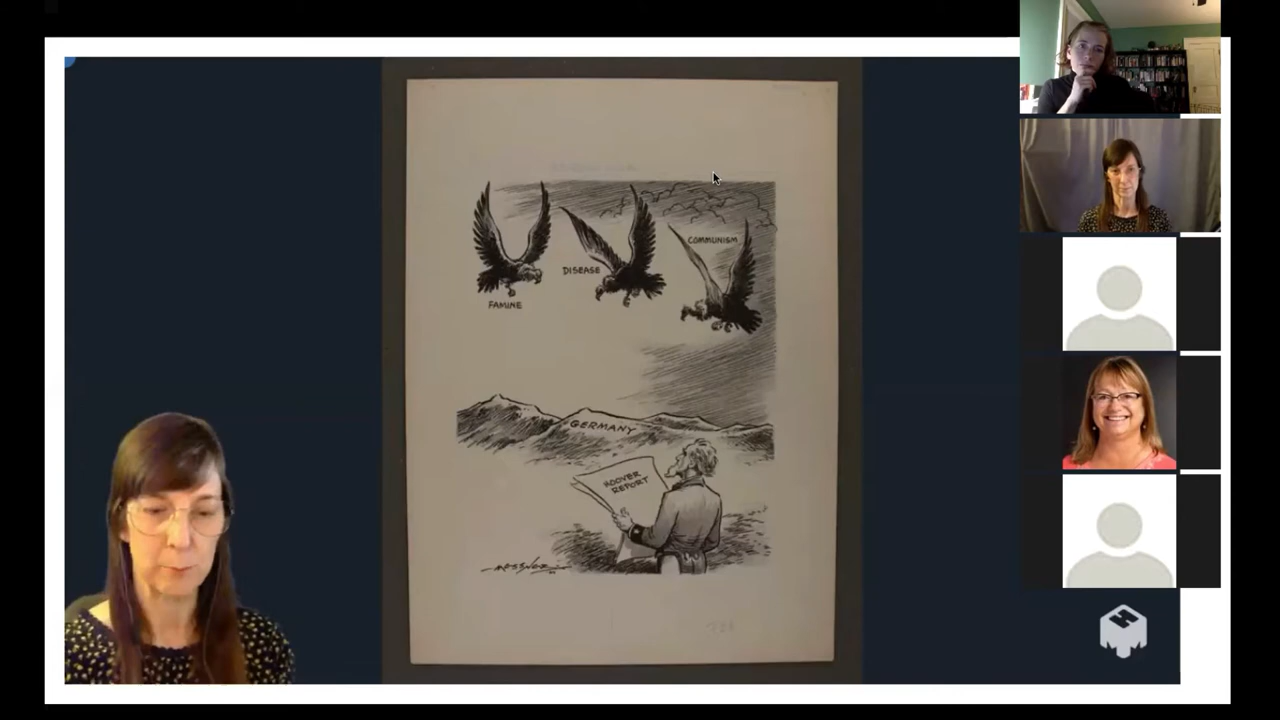 COMMUNISM
DISEASE
FAMINE
GERMANY
HOOVER
REPORT